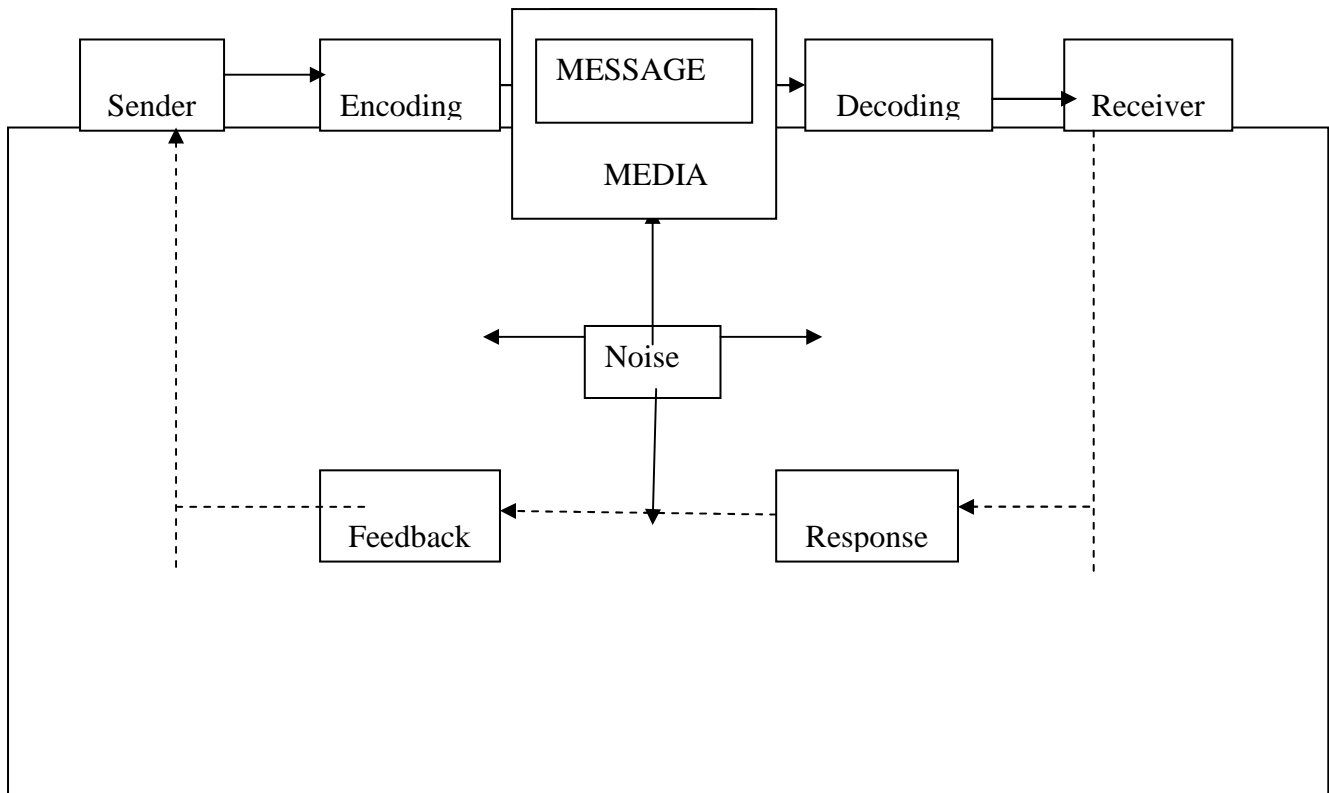 Sender
Encoding
MESSAGE
MEDIA
Decoding
Receiver
Noise
Feedback
Response